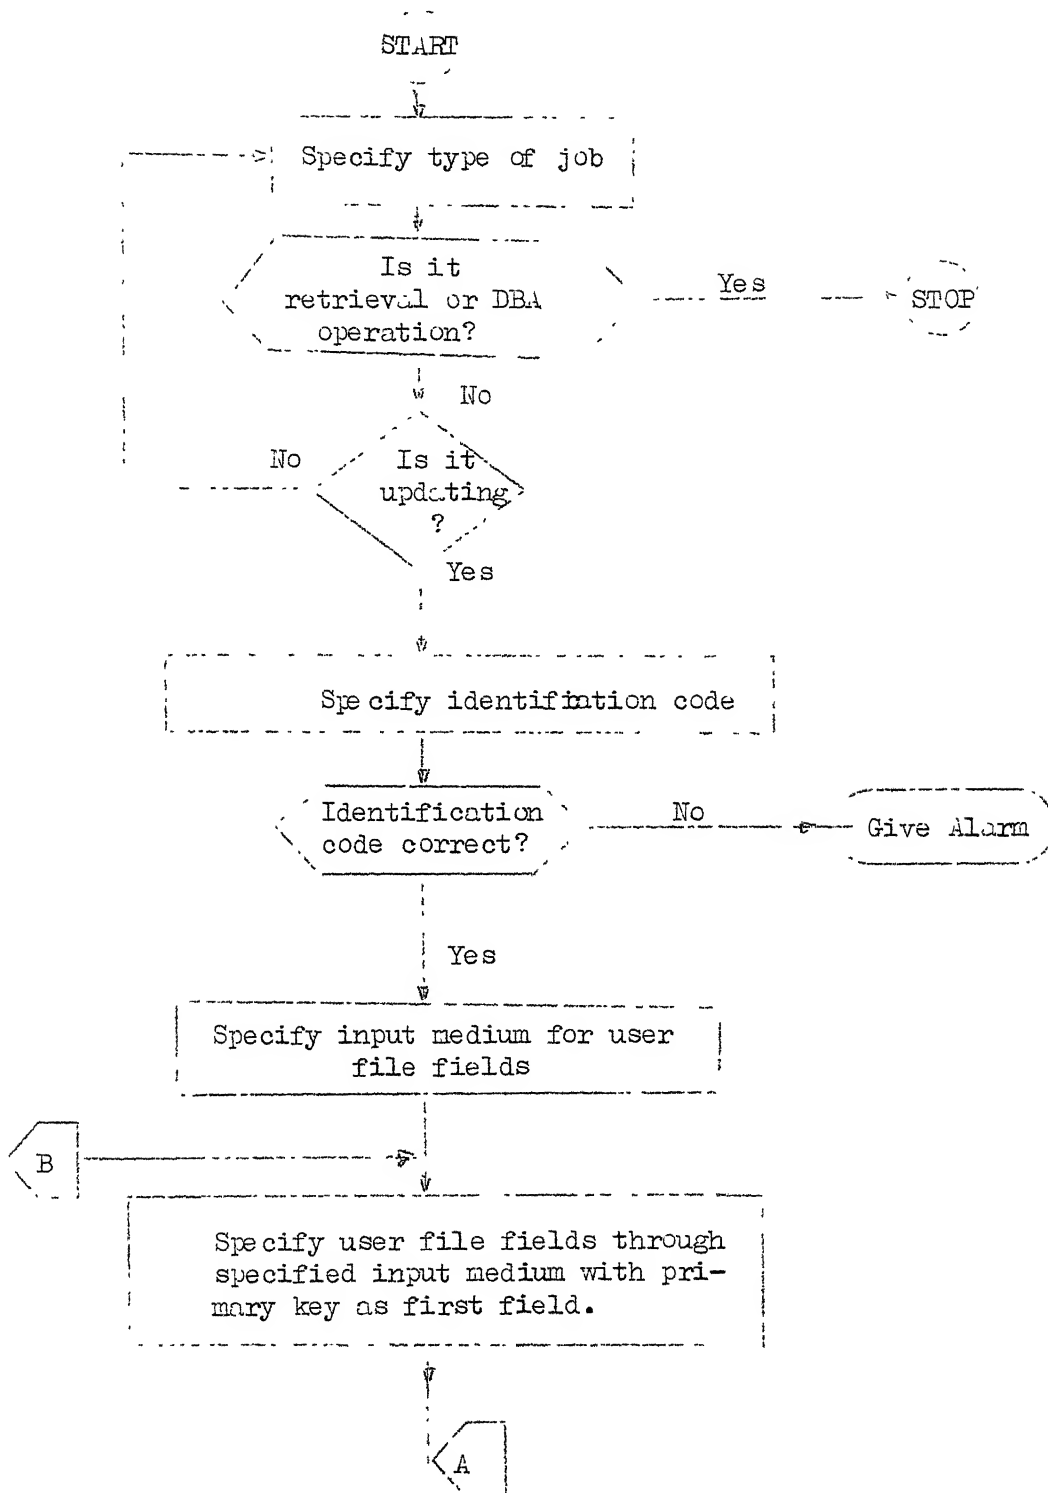 START
Specify type of job
Is it
retrieval or DBA
operation?
Yes
STOP
No
No
Is it
updating
?
Yes
Specify identifintion code
Identification
code correct?
No
Give Alarm
Yes
Specify input medium for user
file fields
B
Specify user file fields through
specified input medium with pri-
mary key as first field.
A